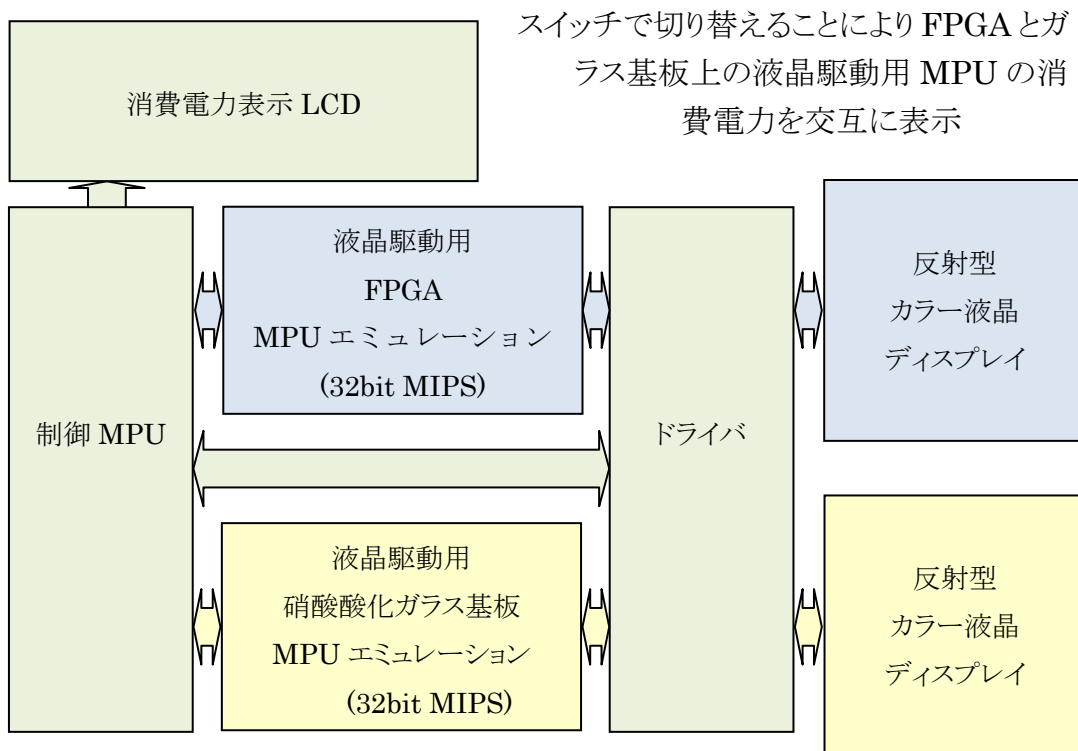 スイッチで切り替えることにより FPGA とガ
ラス基板上の液晶駆動用 MPU の消
費電力を交互に表示
消費電力表示 LCD
制御 MPU
液晶駆動用
FPGA
MPU エミュレーション
(32bit MIPS)
ドライバ
反射型
カラー液晶
ディスプレイ
液晶駆動用
硝酸酸化ガラス基板
MPU エミュレーション
(32bit MIPS)
反射型
カラー液晶
ディスプレイ